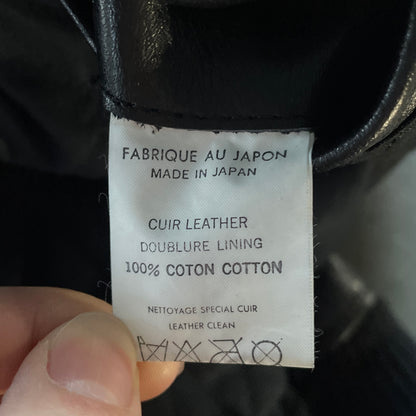 FABRIQUE AU JAPON
MADE IN JAPAN
CUIR LEATHER
DOUBLURE LINING
100% COTON COTTON
NETTOYAGE SPECIAL CUIR
LEATHER CLEAN